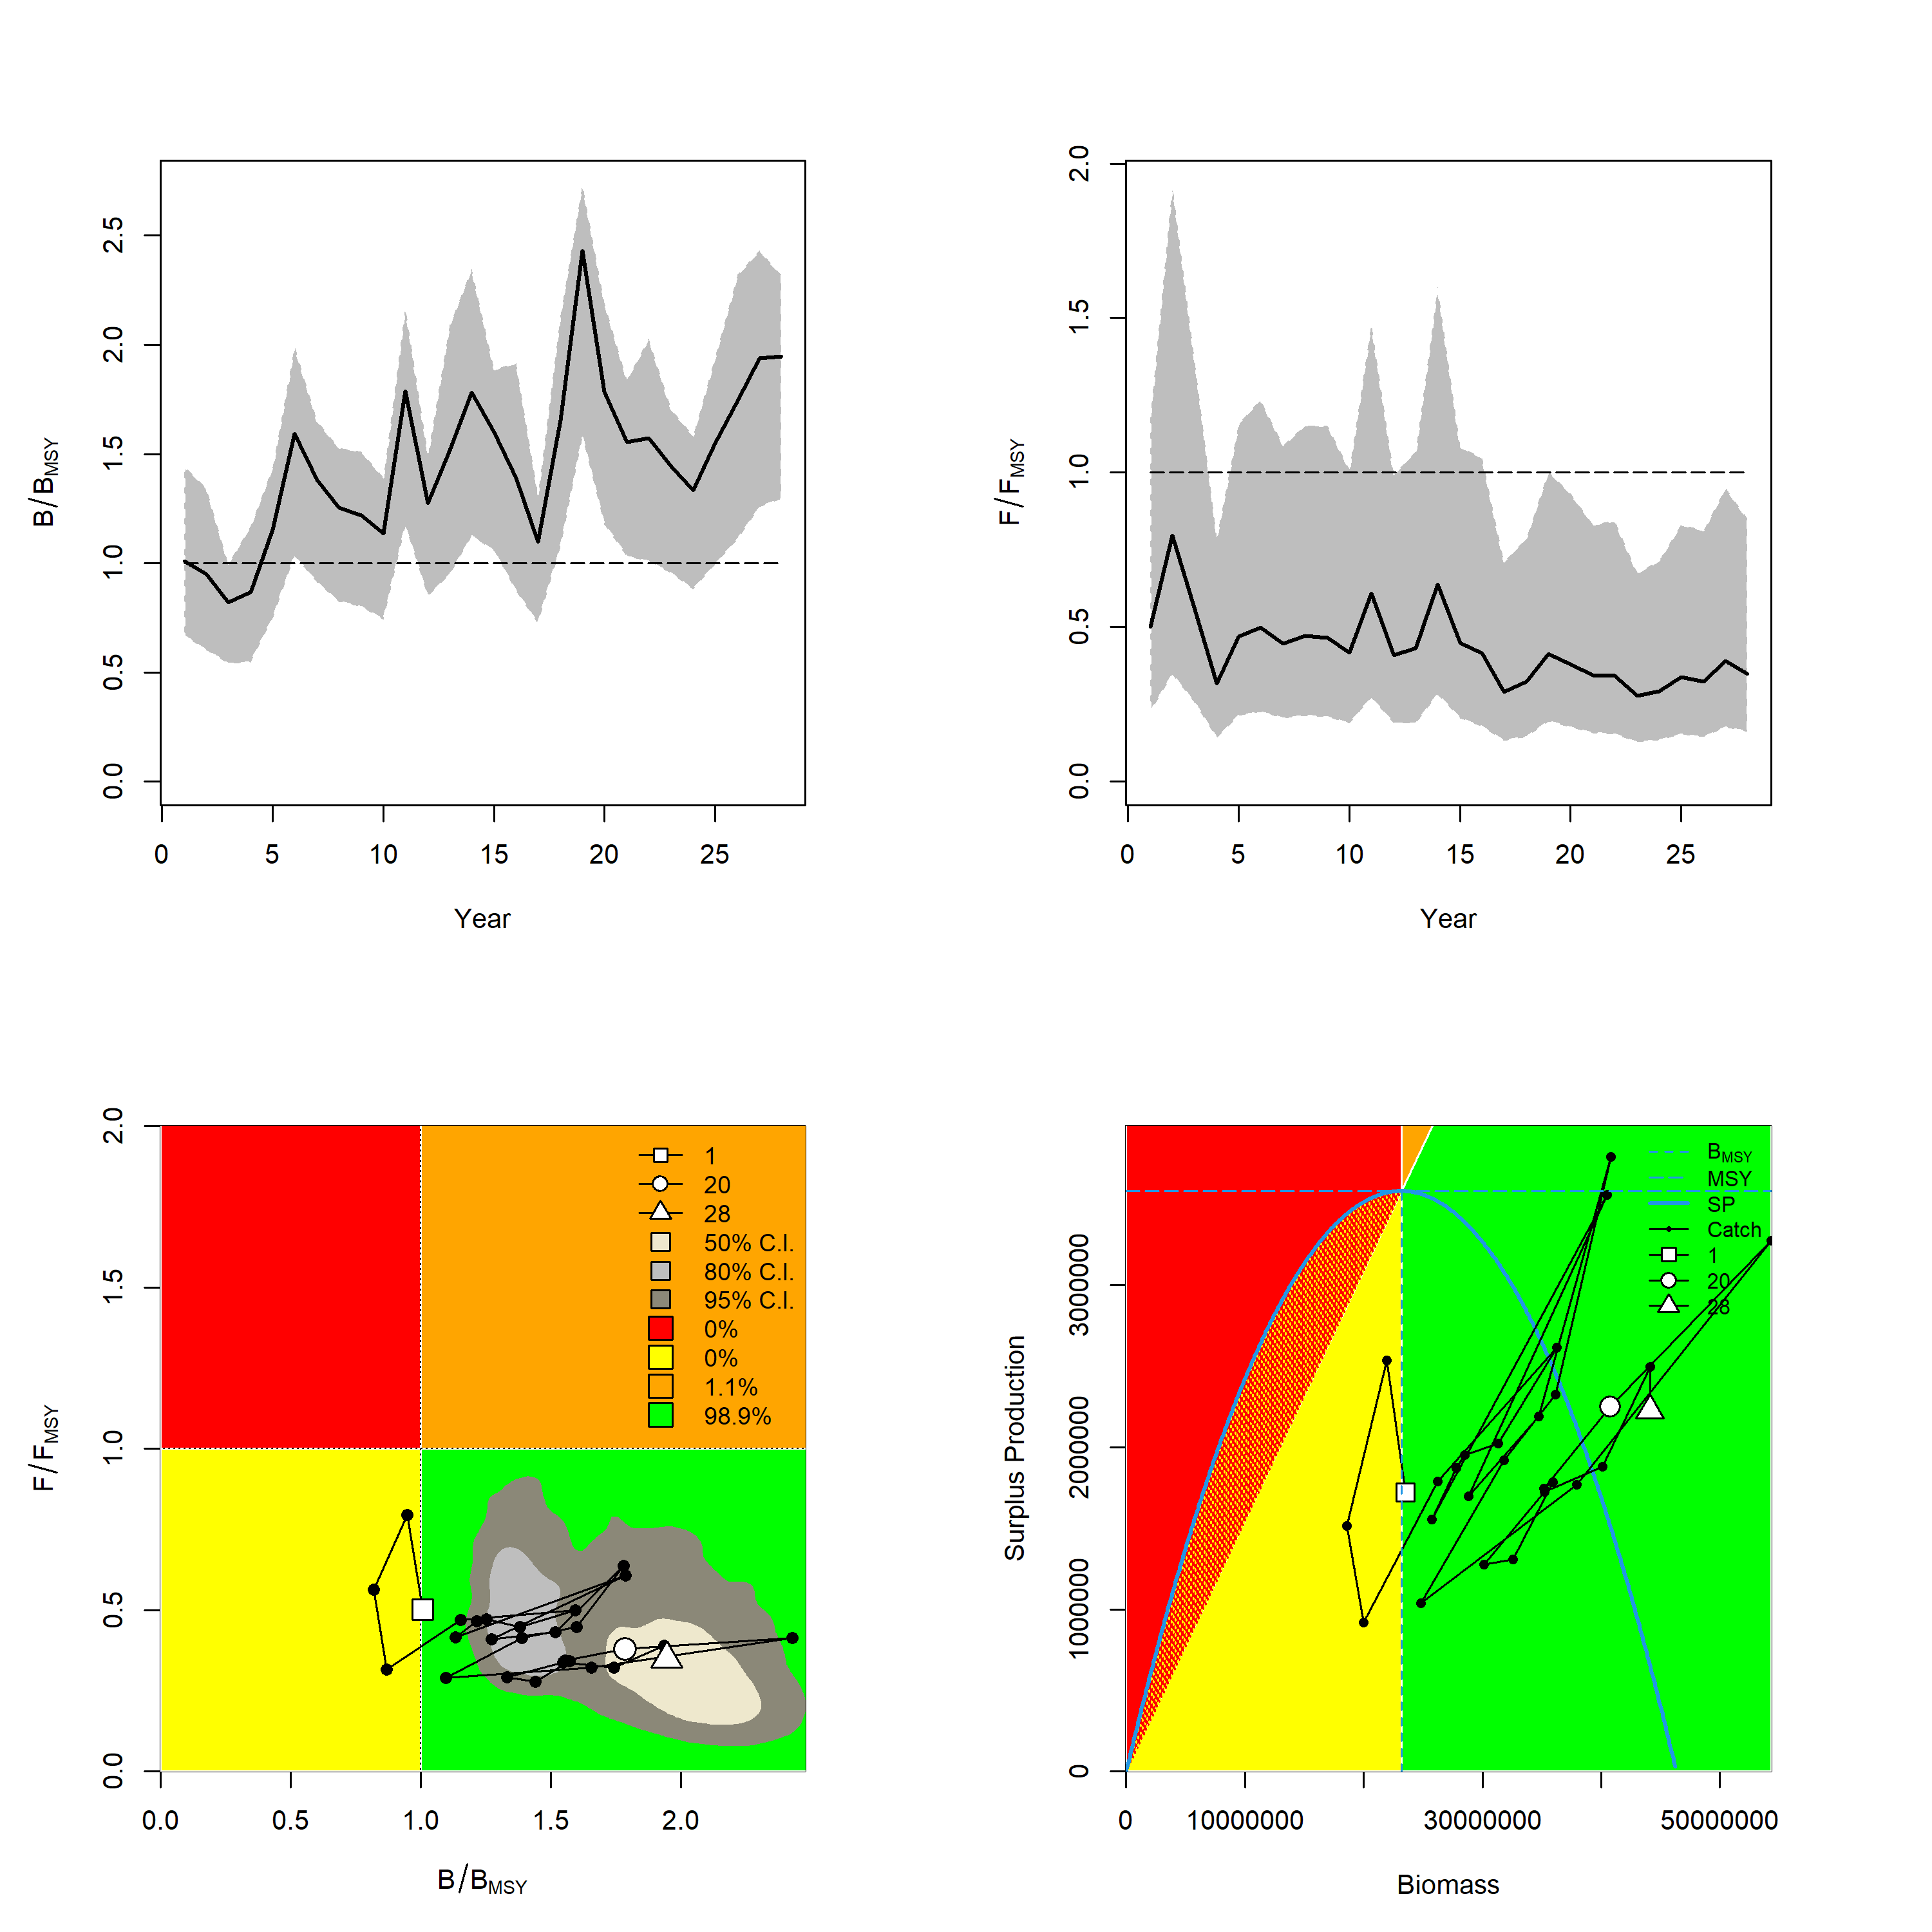 B/BMSY
2.5
2.0
1.5
1.0
0.5
0.0
0 5 10 15 20 25
Year
F/FMSY
2.0
1.5
1.0
0.5
0.0
0 5 10 15 20 25
Year
F/FMSY
2.0
1.5
1.0
0.5
0.0
1
20
28
50% C.I.
80% C.I.
95% C.I.
0%
0%
1.1%
98.9%
0.0 0.5 1.0 1.5 2.0
B/BMSY
Surplus Production
3000000
2000000
1000000
0
BMSY
MSY
SP
Catch
1
20
28
0 10000000 30000000 50000000
Biomass